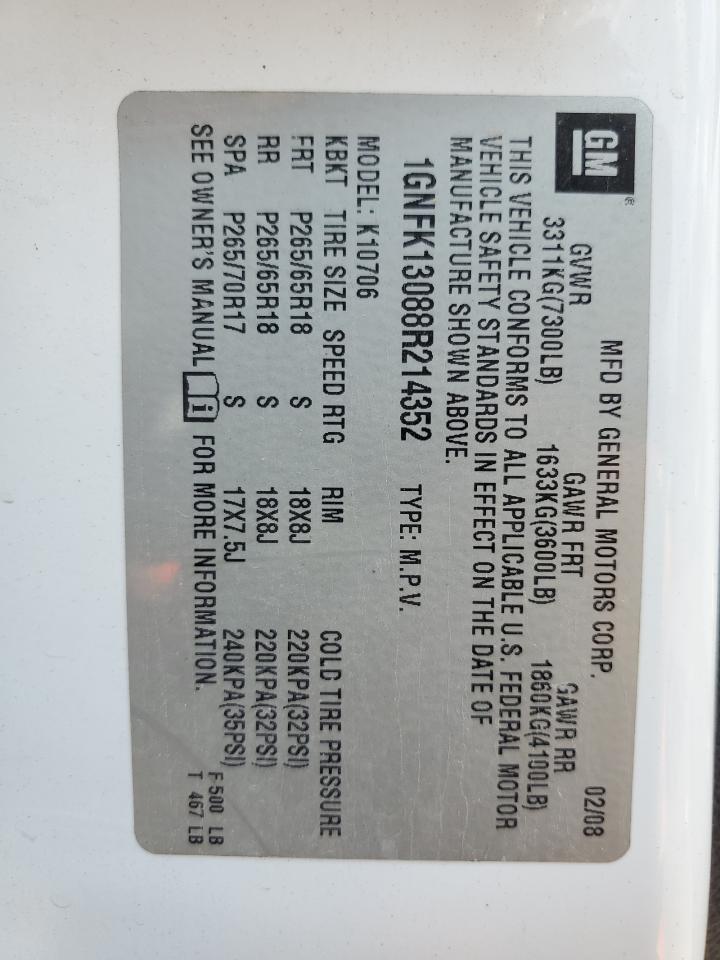 GM®
MFD BY GENERAL MOTORS CORP. 02/08
GVWR GAWR FRT GAWR RR
3311KG(7300LB) 1633KG(3600LB) 1860KG(4100LB)
THIS VEHICLE CONFORMS TO ALL APPLICABLE U.S. FEDERAL MOTOR
VEHICLE SAFETY STANDARDS IN EFFECT ON THE DATE OF
MANUFACTURE SHOWN ABOVE.
1GNFK13088R214352 TYPE: M.P.V.
MODEL: K10706
KBKT TIRE SIZE SPEED RTG RIM COLD TIRE PRESSURE
FRT P265/65R18 S 18X8J 220KPA(32PSI)
RR P265/65R18 S 18X8J 220KPA(32PSI)
SPA P265/70R17 S 17X7.5J 240KPA(35PSI)
SEE OWNER'S MANUAL i FOR MORE INFORMATION.
F 500 LB
T 467 LB